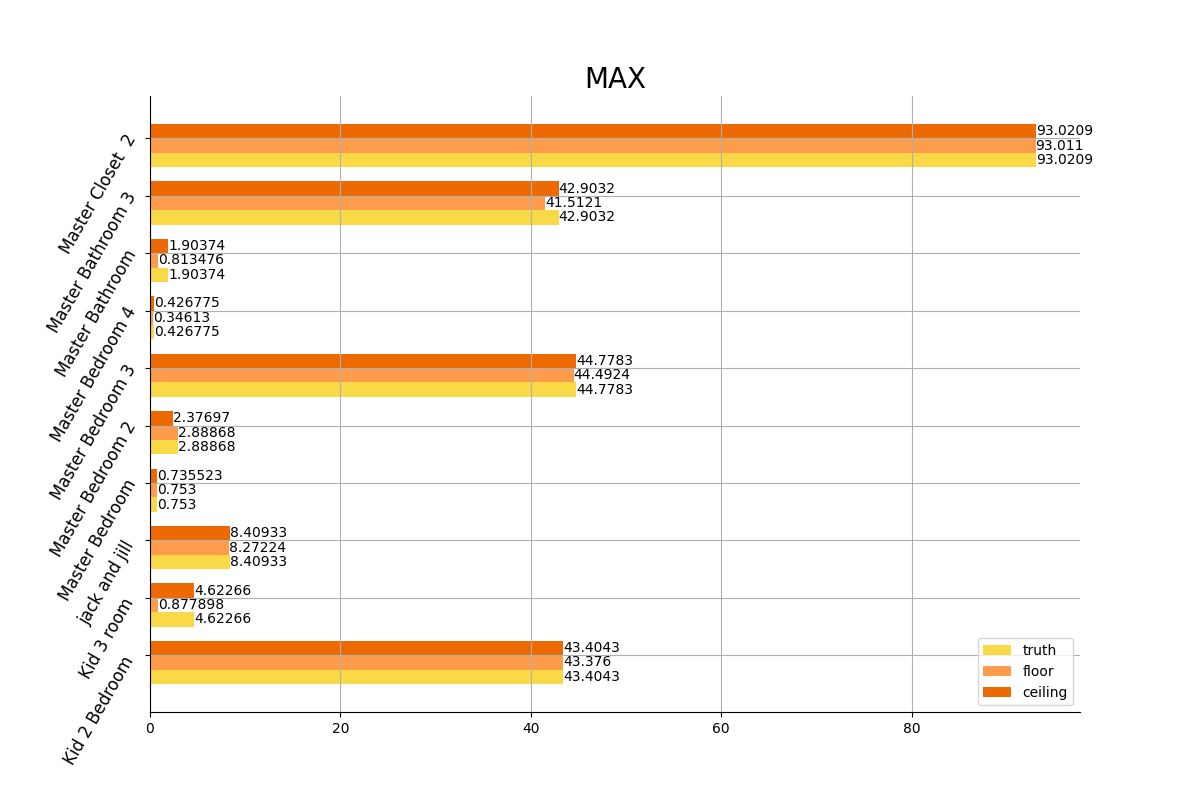 MAX
Master Closet  2
93.0209
93.011
93.0209
Master Bathroom 3
42.9032
41.5121
42.9032
Master Bathroom
1.90374
0.813476
1.90374
Master Bedroom 4
0.426775
0.34613
0.426775
Master Bedroom 3
44.7783
44.4924
44.7783
Master Bedroom 2
2.37697
2.88868
2.88868
Master Bedroom
0.735523
0.753
0.753
jack and jill
8.40933
8.27224
8.40933
Kid 3 room
4.62266
0.877898
4.62266
Kid 2 Bedroom
43.4043
43.376
43.4043
truth
floor
ceiling
0 20 40 60 80